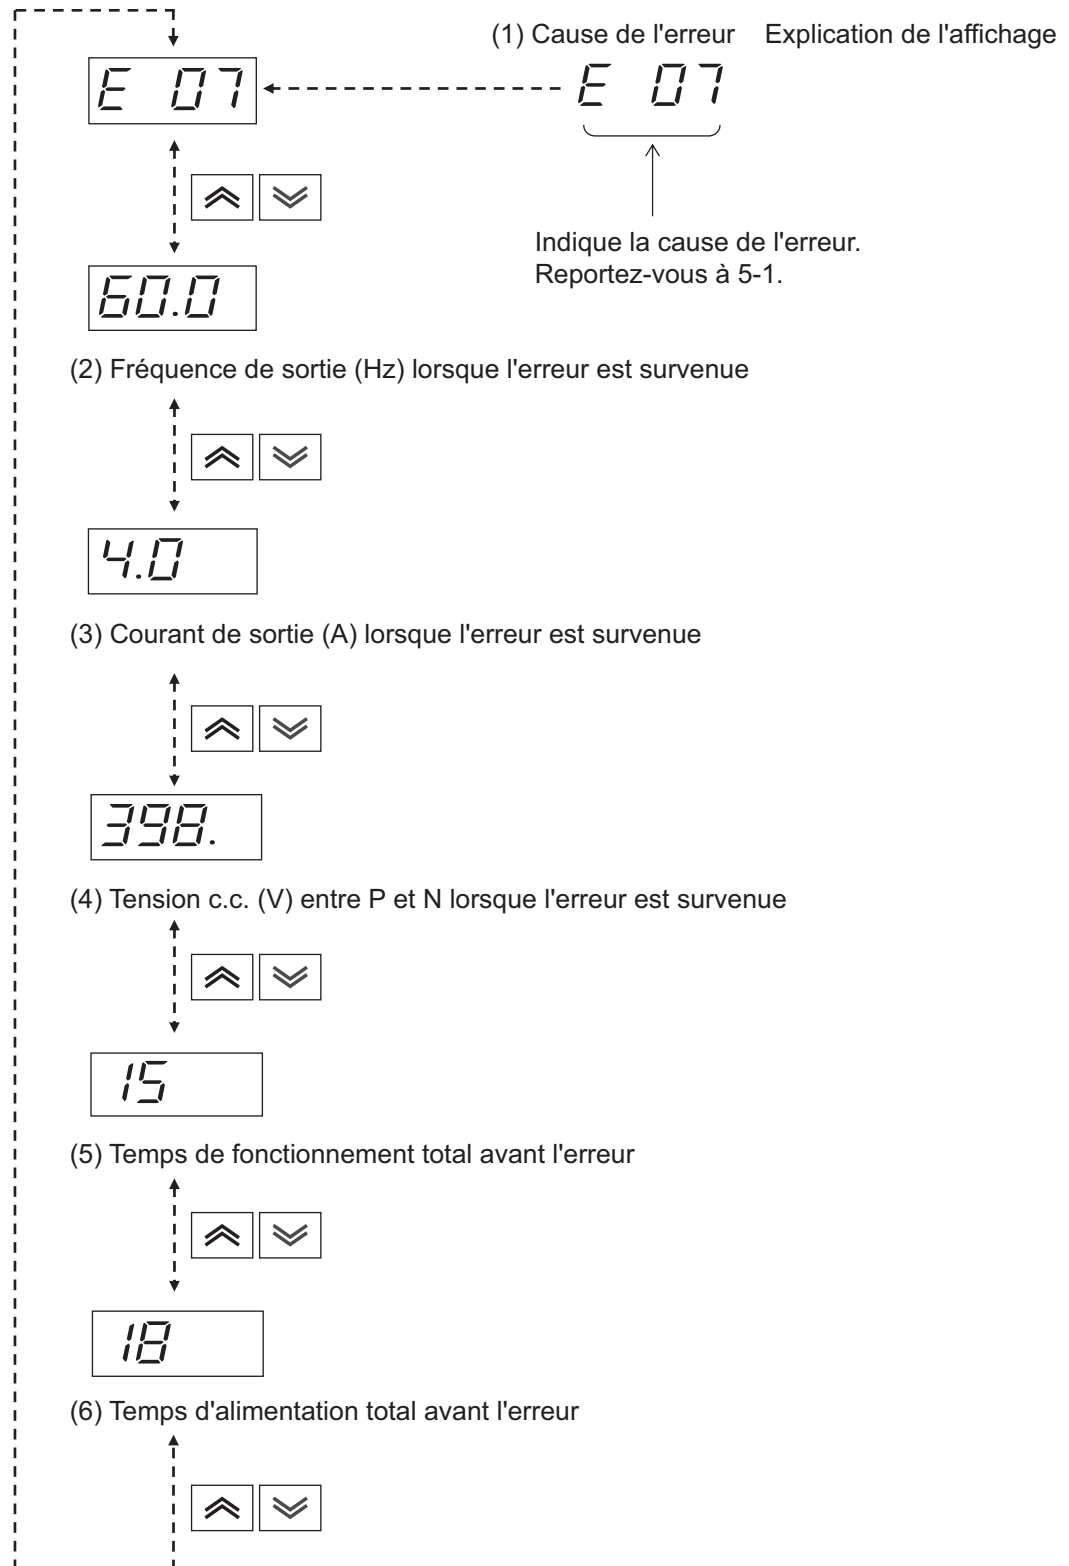 (1) Cause de l'erreur Explication de l'affichage
E 07
E 07
Indique la cause de l'erreur.
Reportez-vous à 5-1.
60.0
(2) Fréquence de sortie (Hz) lorsque l'erreur est survenue
4.0
(3) Courant de sortie (A) lorsque l'erreur est survenue
398.
(4) Tension c.c. (V) entre P et N lorsque l'erreur est survenue
15
(5) Temps de fonctionnement total avant l'erreur
18
(6) Temps d'alimentation total avant l'erreur